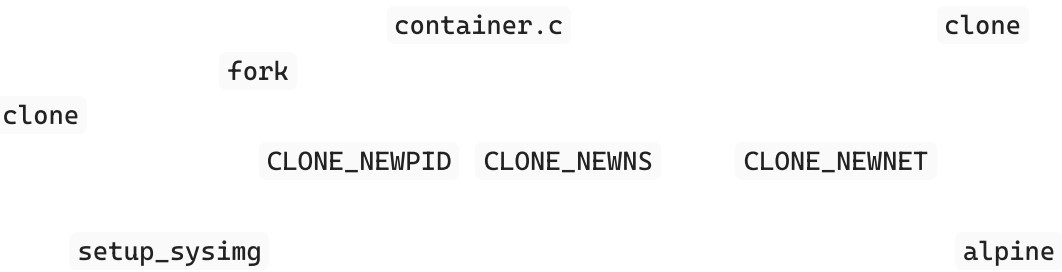 container.c clone
fork
clone
CLONE_NEWPID CLONE_NEWNS CLONE_NEWNET
setup_sysimg alpine